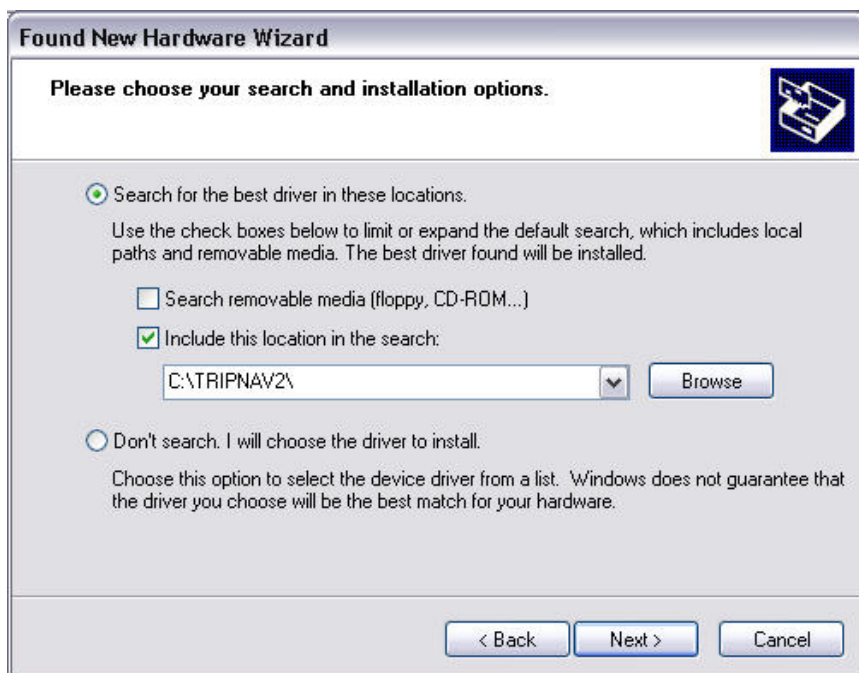 Found New Hardware Wizard
Please choose your search and installation options.
Search for the best driver in these locations.
Use the check boxes below to limit or expand the default search, which includes local
paths and removable media. The best driver found will be installed.
Search removable media (floppy, CD-ROM...)
Include this location in the search:
C:\TRIPNAV2\
Browse
Don't search. I will choose the driver to install.
Choose this option to select the device driver from a list. Windows does not guarantee that
the driver you choose will be the best match for your hardware.
< Back Next > Cancel